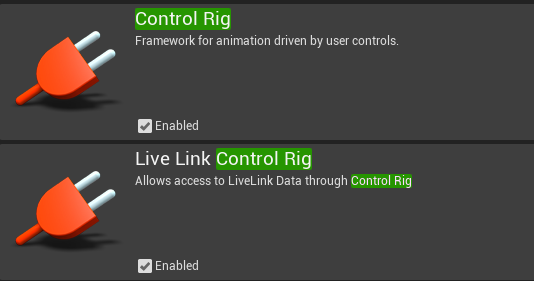 Control Rig
Framework for animation driven by user controls.
Enabled
Live Link Control Rig
Allows access to LiveLink Data through Control Rig
Enabled